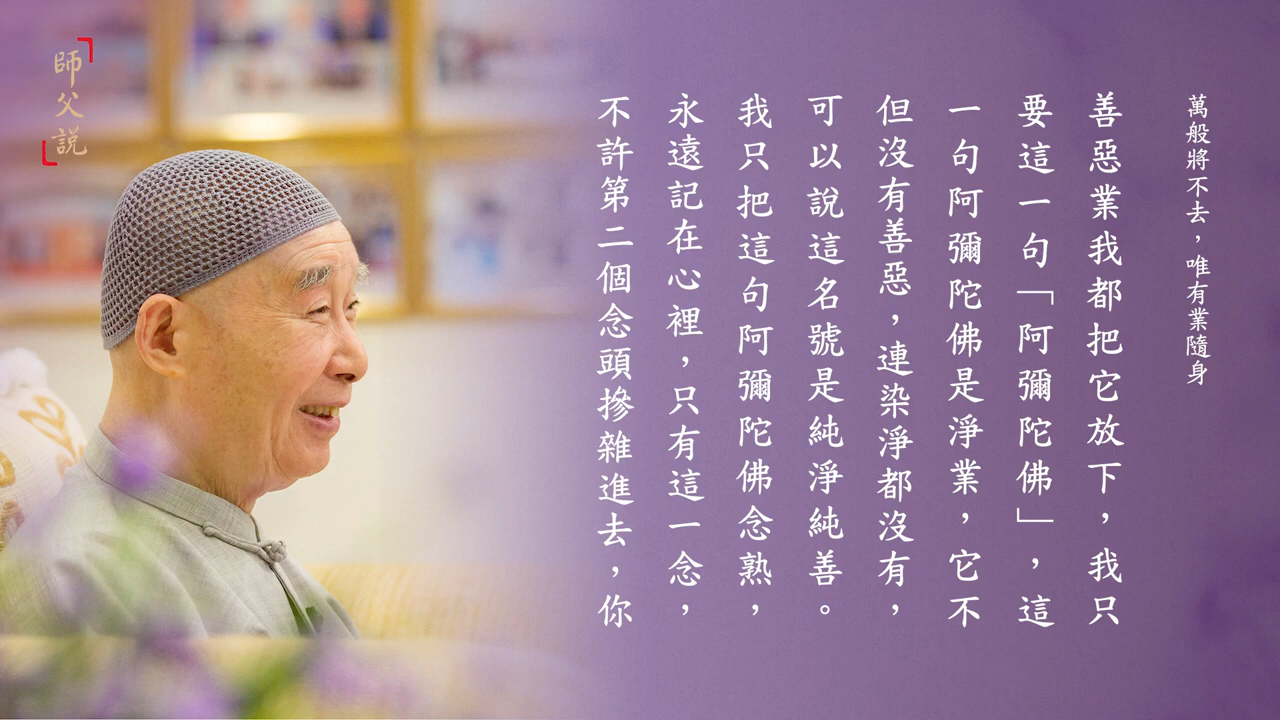 師父説
萬般將不去，唯有業隨身
善惡業我都把它放下，我只
要這一句「阿彌陀佛」，這
一句阿彌陀佛是淨業，它不
但沒有善惡，連染淨都沒有，
可以說這名號是純淨純善。
我只把這句阿彌陀佛念熟，
永遠記在心裡，只有這一念，
不許第二個念頭摻雜進去，你